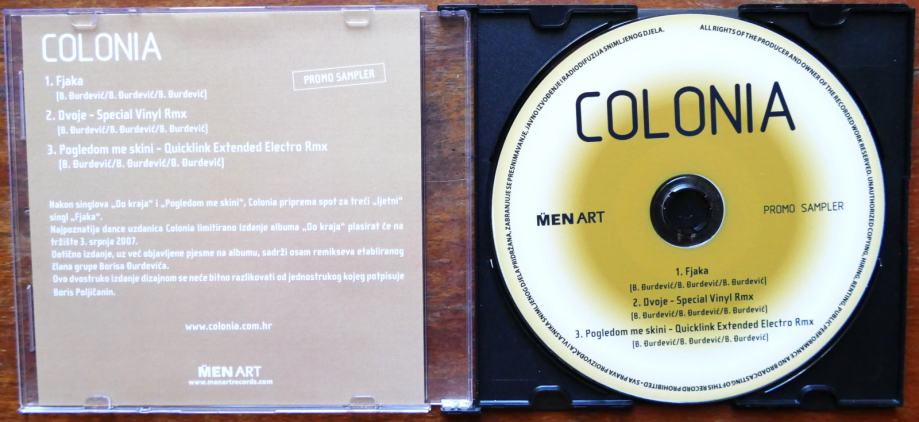 COLONIA
PROMO SAMPLER
1. Fjaka
(B. Đurđević/B. Đurđević/B. Đurđević)
2. Dvoje - Special Vinyl Rmx
(B. Đurđević/B. Đurđević/B. Đurđević)
3. Pogledom me skini - Quicklink Extended Electro Rmx
(B. Đurđević/B. Đurđević/B. Đurđević)
Nakon singlova „Do kraja“ i „Pogledom me skini“, Colonia priprema spot za treći „ljetni“
singl „Fjaka“.
Najpoznatija dance uzdanica Colonia limitirano izdanje albuma „Do kraja“ plasirat će na
tržište 3. srpnja 2007.
Dotično izdanje, uz već objavljene pjesme na albumu, sadrži osam remikseva etabliranog
člana grupe Borisa Đurđevića.
Ovo dvostruko izdanje dizajnom se neće bitno razlikovati od jednostrukog kojeg potpisuje
Boris Poljičanin.
www.colonia.com.hr
MENART
www.menartrecords.com
COLONIA
MENART
PROMO SAMPLER
1. Fjaka
(B. Đurđević/B. Đurđević/B. Đurđević)
2. Dvoje - Special Vinyl Rmx
(B. Đurđević/B. Đurđević/B. Đurđević)
3. Pogledom me skini - Quicklink Extended Electro Rmx
(B. Đurđević/B. Đurđević/B. Đurđević)
ALL RIGHTS OF THE PRODUCER AND OWNER OF THE RECORDED WORK RESERVED. UNAUTHORIZED COPYING, HIRING, RENTING, PUBLIC PERFORMANCE AND BROADCASTING OF THIS RECORD PROHIBITED - SVA PRAVA PROIZVOĐAČA I VLASNIKA SNIMLJENOG DJELA PRIDRŽANA. ZABRANJUJE SE PRESNIMAVANJE, JAVNO IZVOĐENJE I RADIODIFUZIJA SNIMLJENOG DJELA.